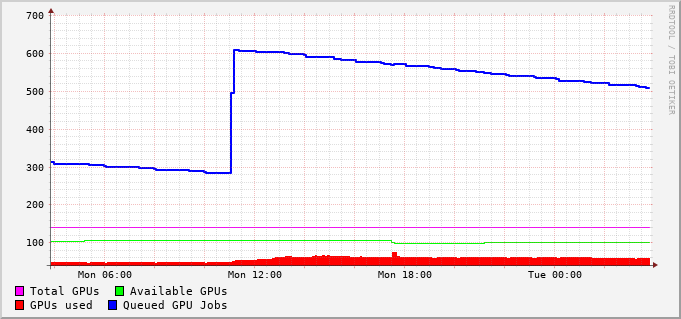 RRDTOOL / TOBI OETIKER
700
600
500
400
300
200
100
Mon 06:00 Mon 12:00 Mon 18:00 Tue 00:00
Total GPUs Available GPUs
GPUs used Queued GPU Jobs